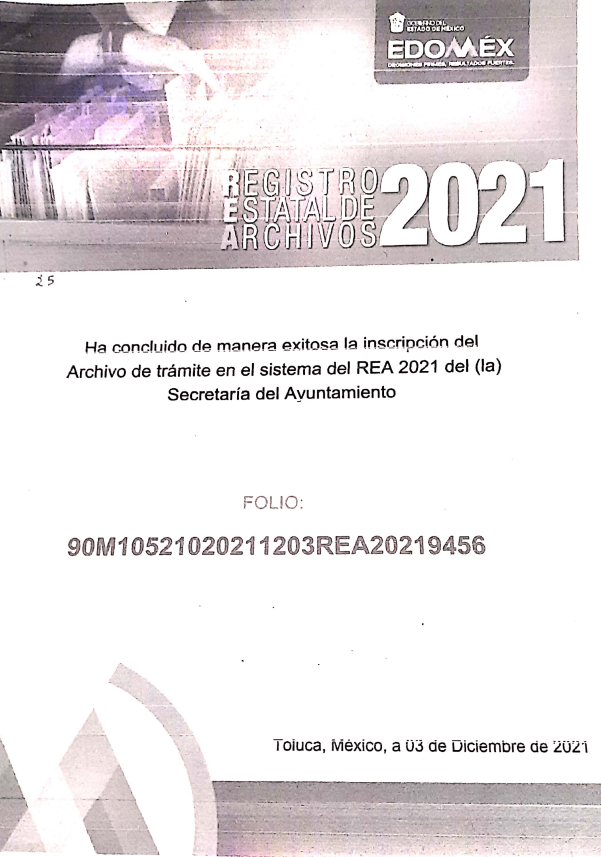 GOBIERNO DEL
ESTADO DE MÉXICO
EDOMÉX
DECISIONES FIRMES, RESULTADOS FUERTES.
REGISTRO
ESTATAL DE
ARCHIVOS
2021
25
Ha concluido de manera exitosa la inscripción del
Archivo de trámite en el sistema del REA 2021 del (la)
Secretaría del Ayuntamiento
FOLIO:
90M10521020211203REA20219456
Toluca, México, a 03 de Diciembre de 2021